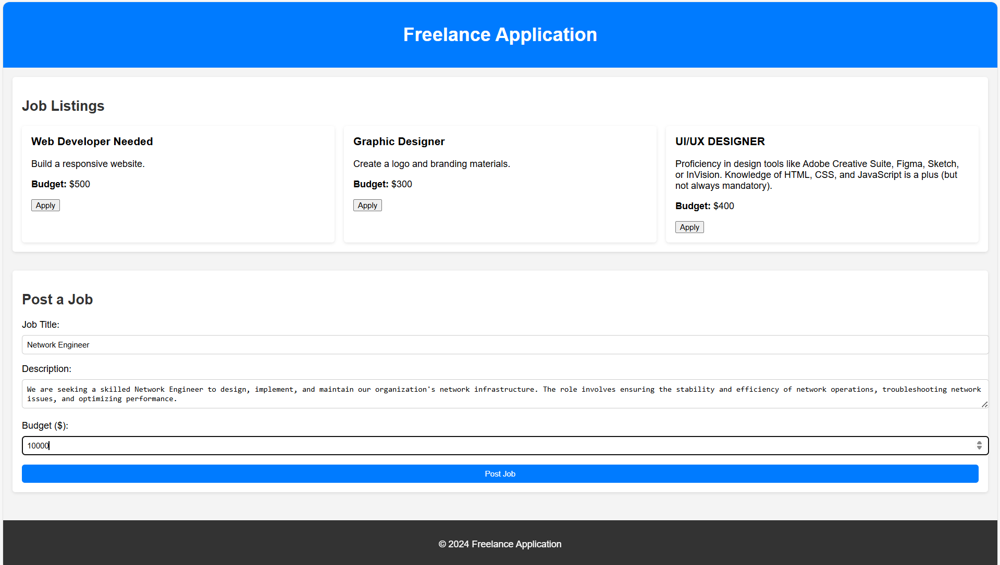 Freelance Application
Job Listings
Web Developer Needed
Build a responsive website.
Budget: $500
Apply
Graphic Designer
Create a logo and branding materials.
Budget: $300
Apply
UI/UX DESIGNER
Proficiency in design tools like Adobe Creative Suite, Figma, Sketch,
or InVision. Knowledge of HTML, CSS, and JavaScript is a plus (but
not always mandatory).
Budget: $400
Apply
Post a Job
Job Title:
Network Engineer
Description:
We are seeking a skilled Network Engineer to design, implement, and maintain our organization's network infrastructure. The role involves ensuring the stability and efficiency of network operations, troubleshooting network
issues, and optimizing performance.
Budget ($):
10000
Post Job
© 2024 Freelance Application